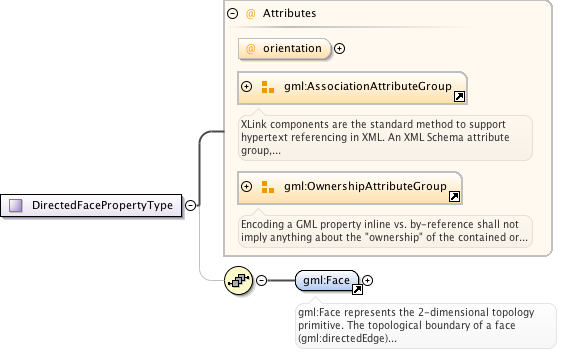 @ Attributes
@ orientation
gml:AssociationAttributeGroup
XLink components are the standard method to support
hypertext referencing in XML. An XML Schema attribute
group,...
gml:OwnershipAttributeGroup
Encoding a GML property inline vs. by-reference shall not
imply anything about the "ownership" of the contained or...
DirectedFacePropertyType
gml:Face
gml:Face represents the 2-dimensional topology
primitive. The topological boundary of a face
(gml:directedEdge)...